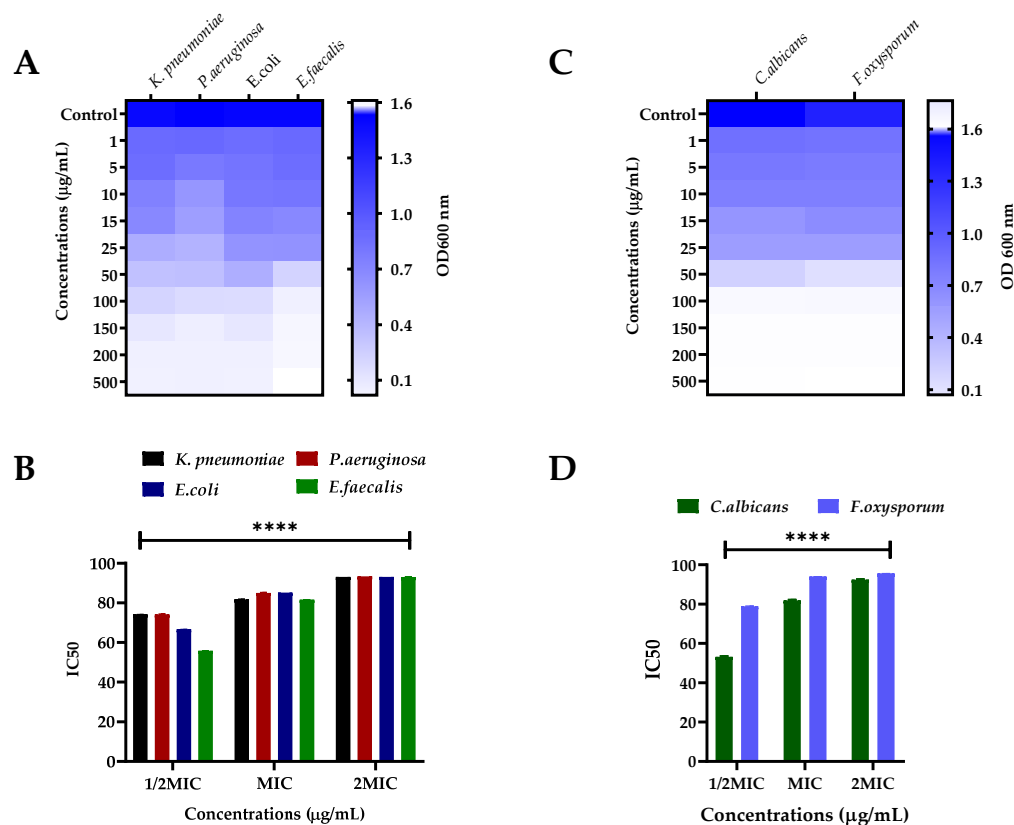 A
K. pneumoniae
P.aeruginosa
E.coli
E.faecalis
Control
1
5
10
15
25
50
100
150
200
500
Concentrations (µg/mL)
1.6
1.3
1.0
0.7
0.4
0.1
OD600 nm
C
C.albicans
F.oxysporum
Control
1
5
10
15
25
50
100
150
200
500
Concentrations (µg/mL)
1.6
1.3
1.0
0.7
0.4
0.1
OD 600 nm
B
K. pneumoniae
P.aeruginosa
E.coli
E.faecalis
****
100
80
60
40
20
0
IC50
1/2MIC
MIC
2MIC
Concentrations (µg/mL)
D
C.albicans
F.oxysporum
****
100
80
60
40
20
0
IC50
1/2MIC
MIC
2MIC
Concentrations (µg/mL)